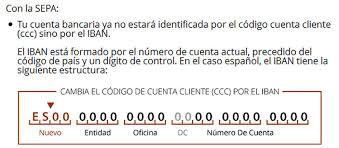 Con la SEPA:
• Tu cuenta bancaria ya no estará identificada por el código cuenta cliente
(ccc) sino por el IBAN.
El IBAN está formado por el número de cuenta actual, precedido del
código de país y un dígito de control. En el caso español, el IBAN tiene la
siguiente estructura:
CAMBIA EL CÓDIGO DE CUENTA CLIENTE (CCC) POR EL IBAN
E S 0 0 0 0 0 0 0 0 0 0 0 0 0 0 0 0 0 0 0 0 0 0
Nuevo Entidad Oficina DC Número De Cuenta